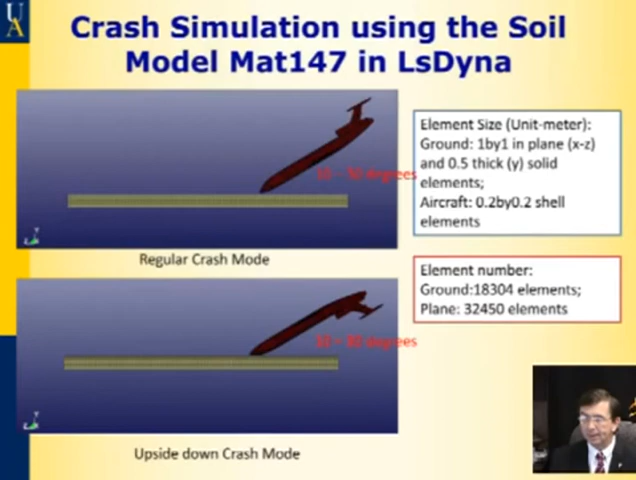 UA
Crash Simulation using the Soil
Model Mat147 in LsDyna
Element Size (Unit-meter):
Ground: 1by1 in plane (x-z)
and 0.5 thick (y) solid
elements;
Aircraft: 0.2by0.2 shell
elements
degrees
Regular Crash Mode
Element number:
Ground:18304 elements;
Plane: 32450 elements
degrees
Upside down Crash Mode